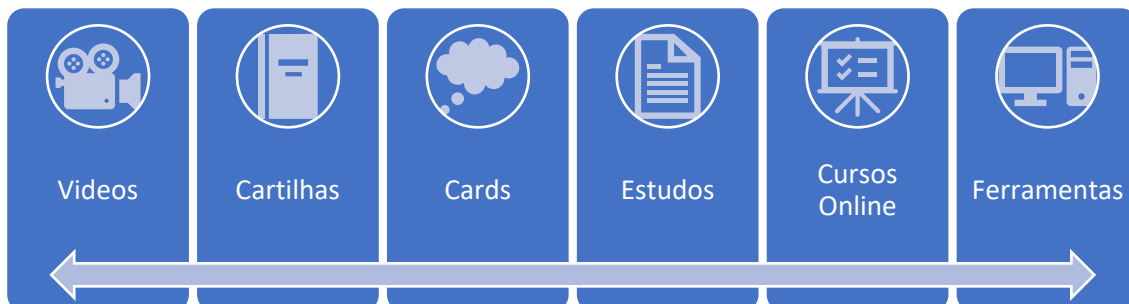 Videos
Cartilhas
Cards
Estudos
Cursos
Online
Ferramentas